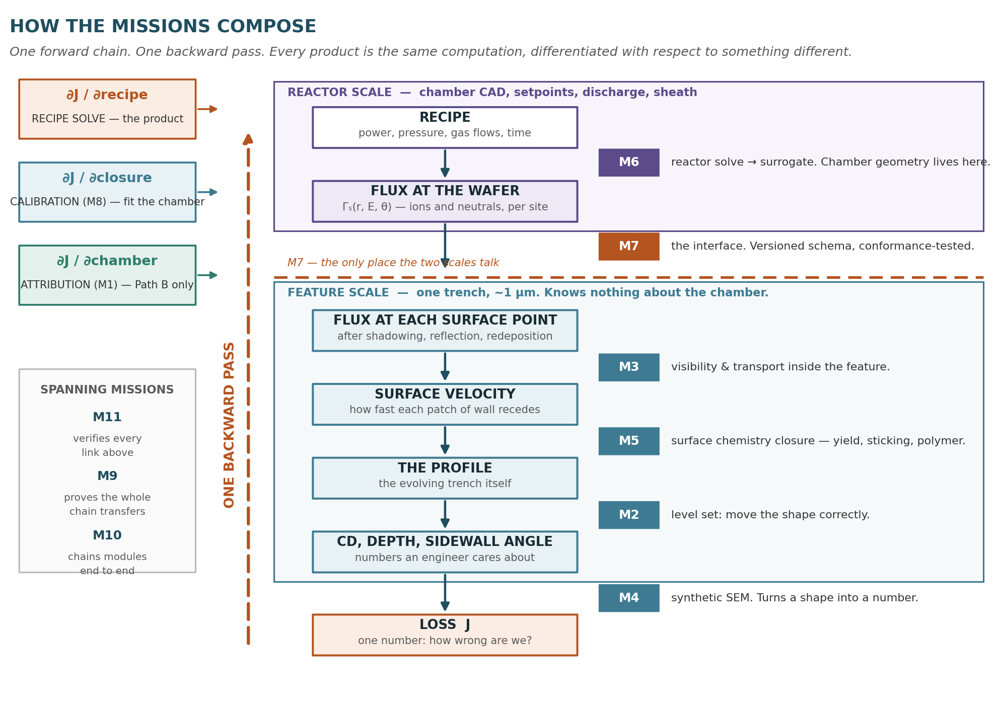 HOW THE MISSIONS COMPOSE
One forward chain. One backward pass. Every product is the same computation, differentiated with respect to something different.
∂J / ∂recipe
RECIPE SOLVE — the product
∂J / ∂closure
CALIBRATION (M8) — fit the chamber
∂J / ∂chamber
ATTRIBUTION (M1) — Path B only
SPANNING MISSIONS
M11
verifies every
link above
M9
proves the whole
chain transfers
M10
chains modules
end to end
ONE BACKWARD PASS
REACTOR SCALE — chamber CAD, setpoints, discharge, sheath
RECIPE
power, pressure, gas flows, time
M6
reactor solve → surrogate. Chamber geometry lives here.
FLUX AT THE WAFER
Γₛ(r, E, θ) — ions and neutrals, per site
M7
the interface. Versioned schema, conformance-tested.
M7 — the only place the two scales talk
FEATURE SCALE — one trench, ~1 µm. Knows nothing about the chamber.
FLUX AT EACH SURFACE POINT
after shadowing, reflection, redeposition
M3
visibility & transport inside the feature.
SURFACE VELOCITY
how fast each patch of wall recedes
M5
surface chemistry closure — yield, sticking, polymer.
THE PROFILE
the evolving trench itself
M2
level set: move the shape correctly.
CD, DEPTH, SIDEWALL ANGLE
numbers an engineer cares about
M4
synthetic SEM. Turns a shape into a number.
LOSS J
one number: how wrong are we?